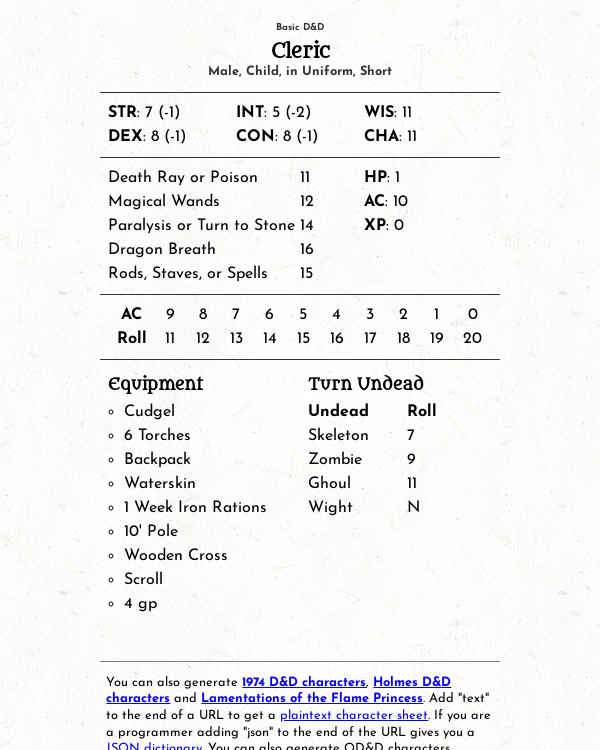 Basic D&D
Cleric
Male, Child, in Uniform, Short
STR: 7 (-1) INT: 5 (-2) WIS: 11
DEX: 8 (-1) CON: 8 (-1) CHA: 11
Death Ray or Poison 11 HP: 1
Magical Wands 12 AC: 10
Paralysis or Turn to Stone 14 XP: 0
Dragon Breath 16
Rods, Staves, or Spells 15
AC 9 8 7 6 5 4 3 2 1 0
Roll 11 12 13 14 15 16 17 18 19 20
Equipment
Cudgel
6 Torches
Backpack
Waterskin
1 Week Iron Rations
10' Pole
Wooden Cross
Scroll
4 gp
Turn Undead
Undead Roll
Skeleton 7
Zombie 9
Ghoul 11
Wight N
You can also generate 1974 D&D characters, Holmes D&D
characters and Lamentations of the Flame Princess. Add "text"
to the end of a URL to get a plaintext character sheet. If you are
a programmer adding "json" to the end of the URL gives you a
JSON dictionary. You can also generate OD&D characters